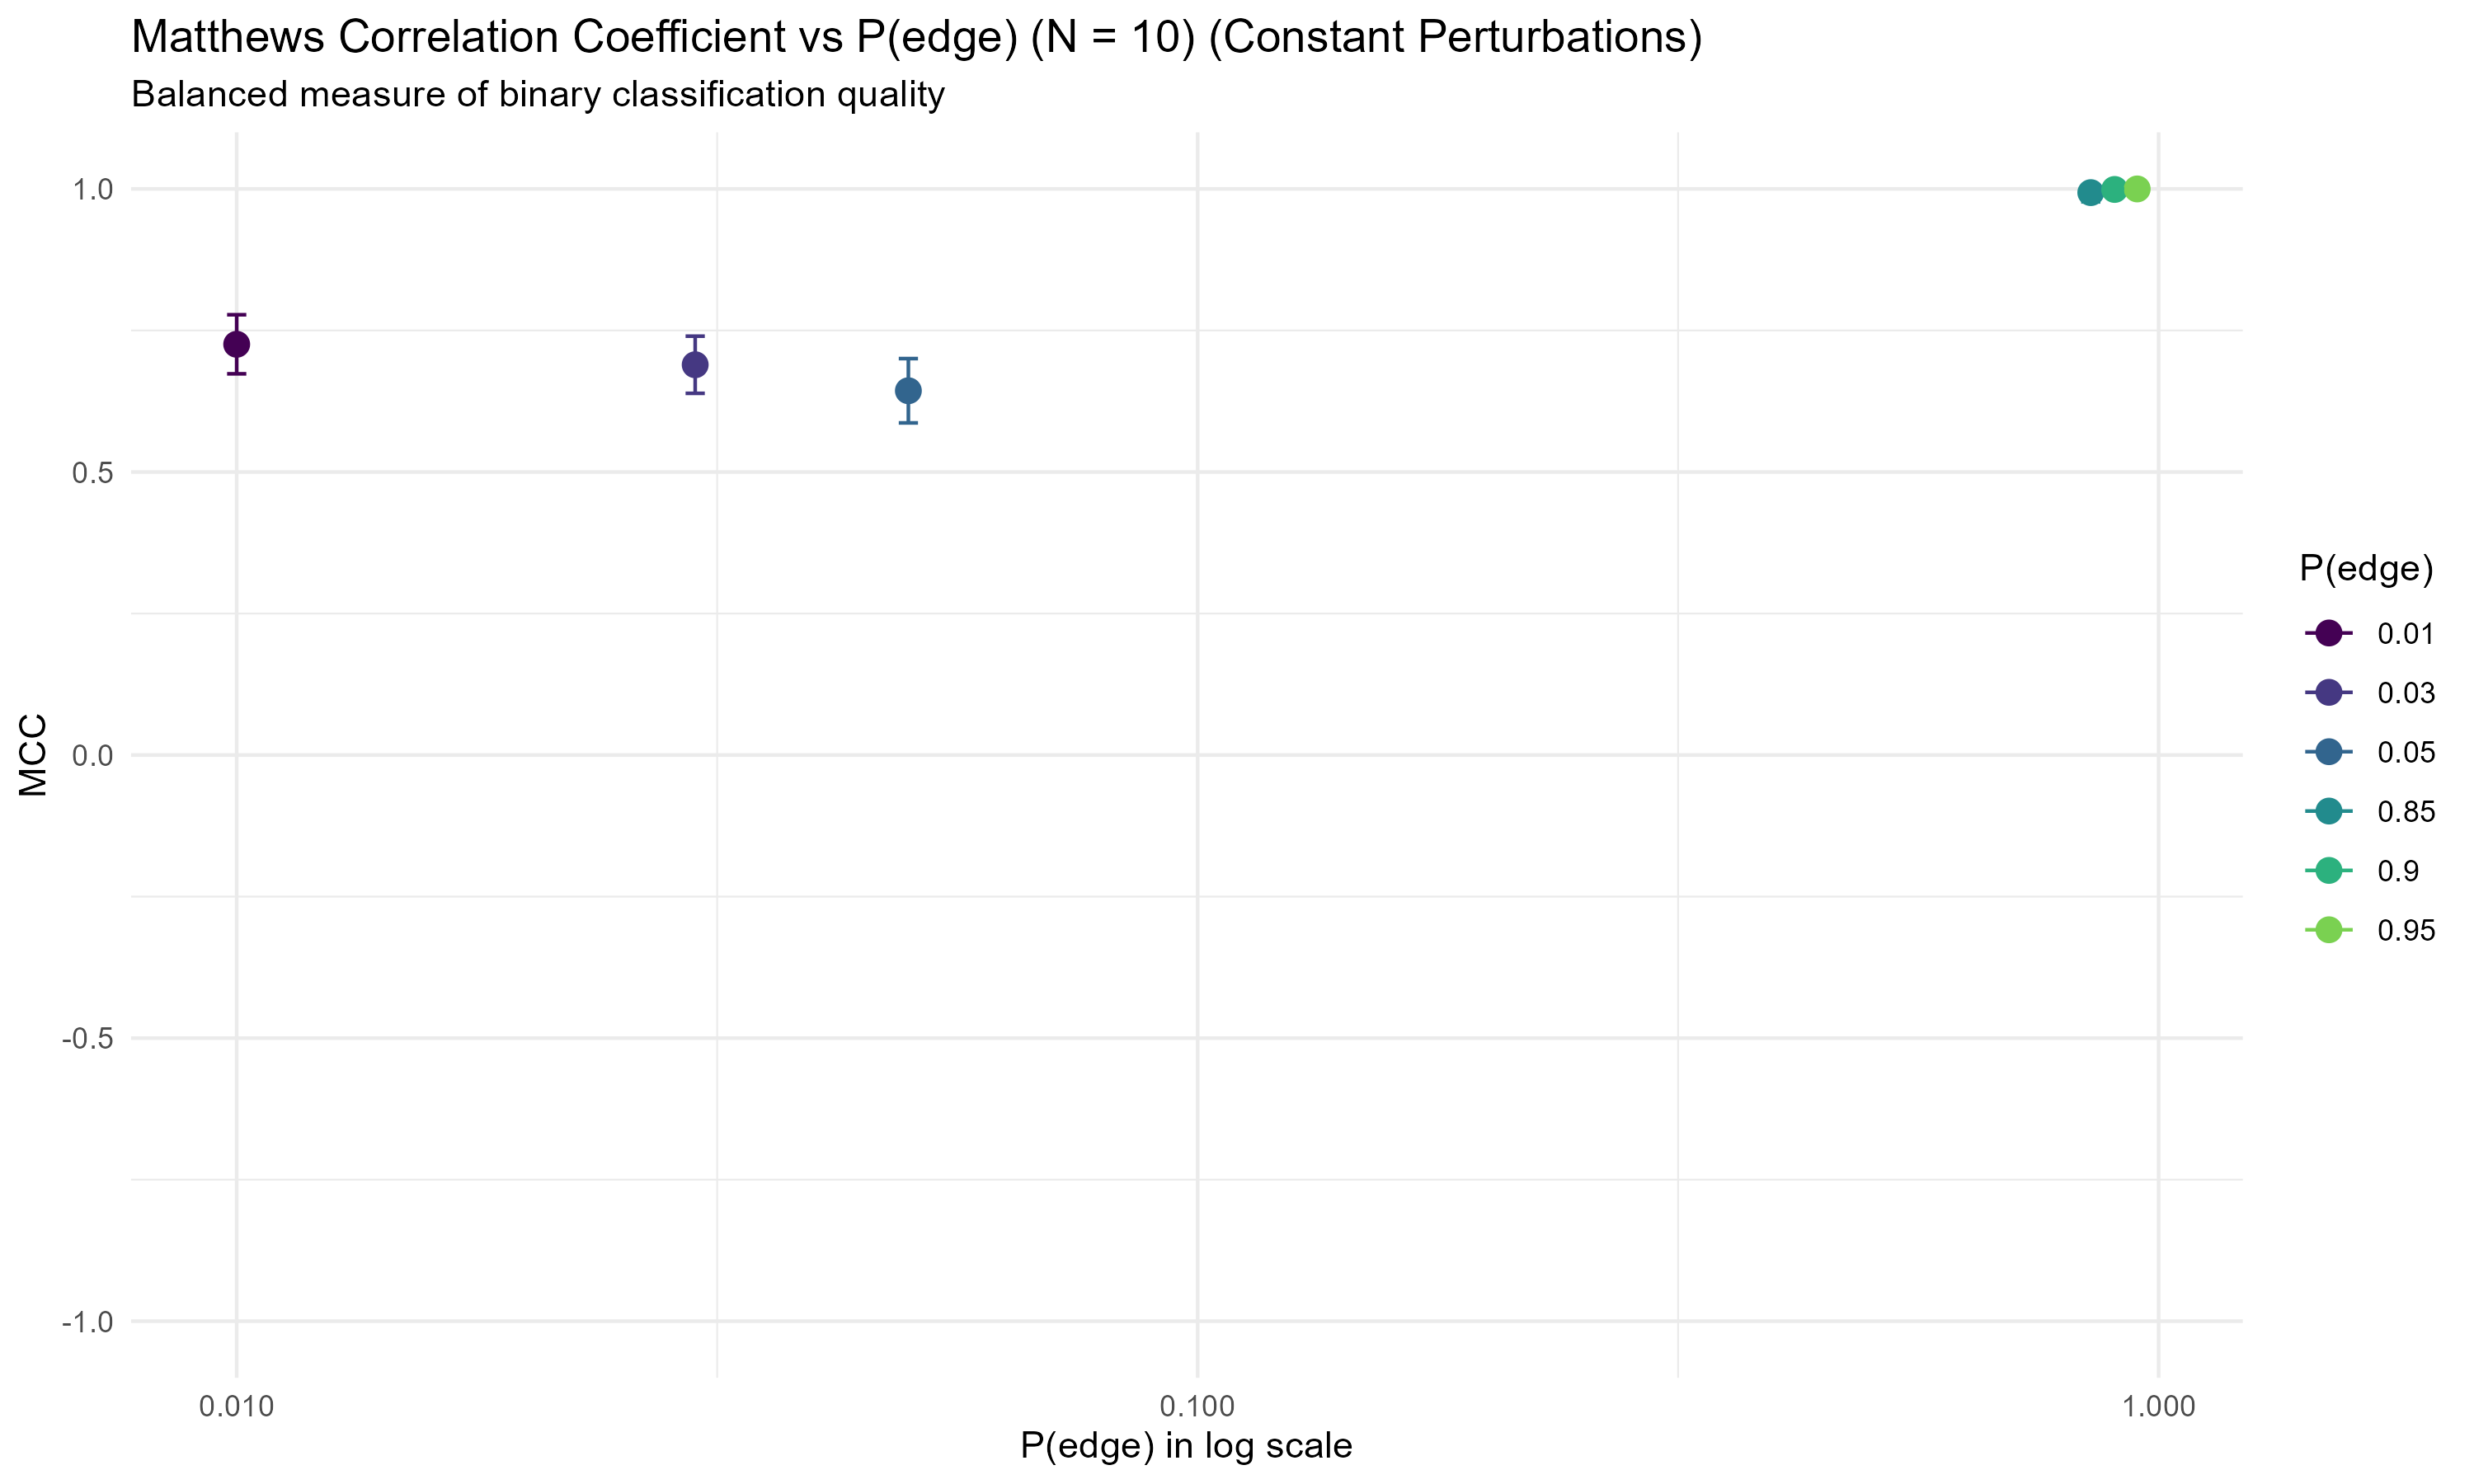 Matthews Correlation Coefficient vs P(edge) (N = 10) (Constant Perturbations)
Balanced measure of binary classification quality
MCC
1.0
0.5
0.0
-0.5
-1.0
0.010
0.100
1.000
P(edge) in log scale
P(edge)
0.01
0.03
0.05
0.85
0.9
0.95